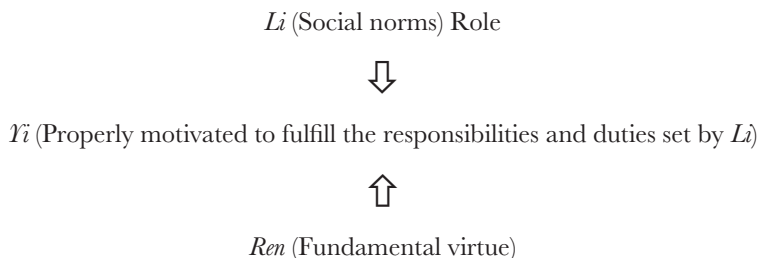 Li (Social norms) Role
Yi (Properly motivated to fulfill the responsibilities and duties set by Li)
Ren (Fundamental virtue)